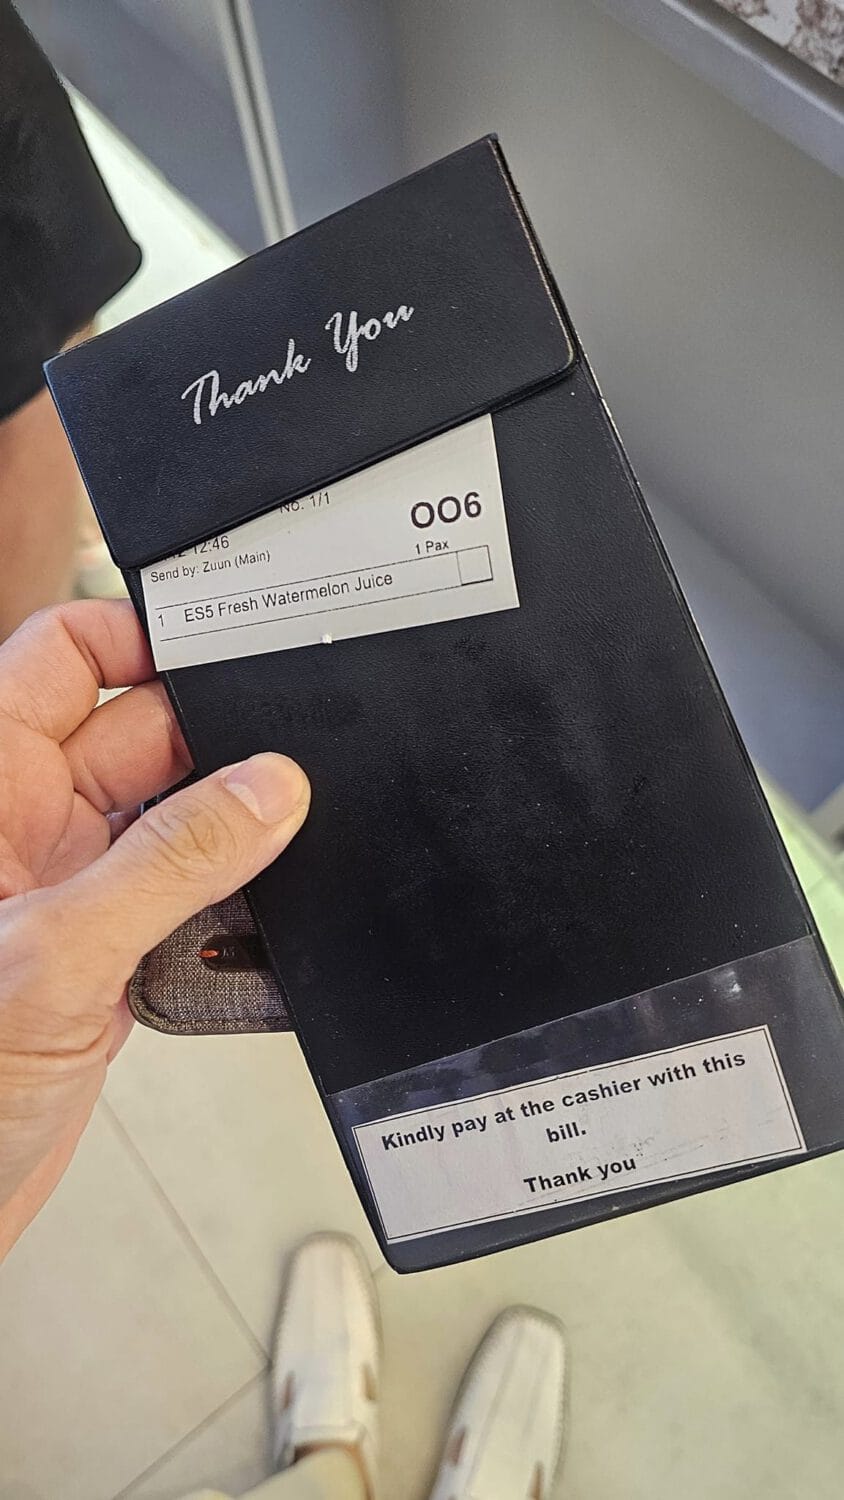 Thank You
No. 1/1
OO6
12:46
1 Pax
Send by: Zuun (Main)
1 ES5 Fresh Watermelon Juice
Kindly pay at the cashier with this
bill.
Thank you